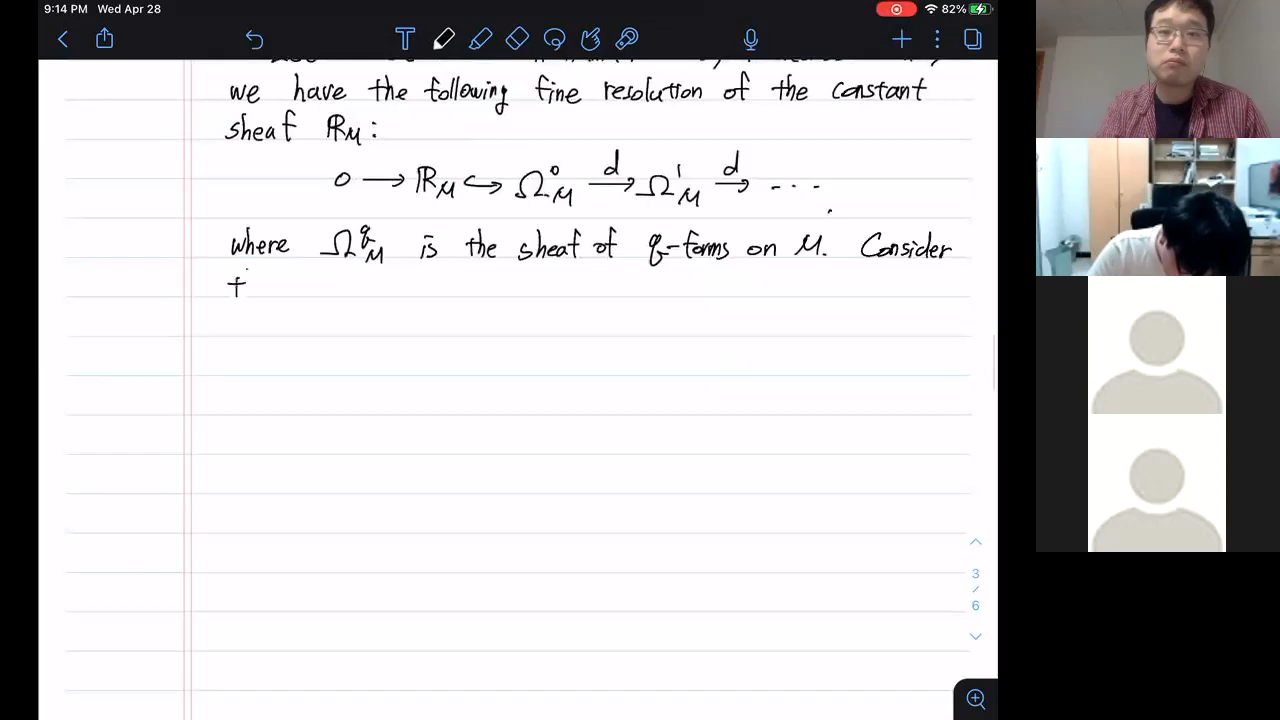 9:14 PM Wed Apr 28
82%
we have the following fine resolution of the constant
sheaf ℝ_M :
0 ⟶ ℝ_M ↪ Ω⁰_M —d→ Ω¹_M —d→ ⋯
where Ω^q_M is the sheaf of q-forms on M. Consider
t
3
/
6